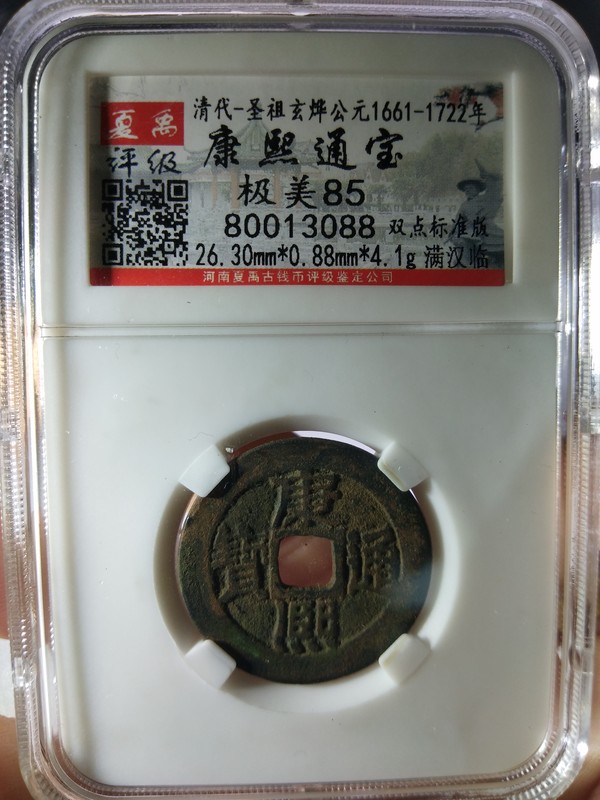 夏禹
评级
清代-圣祖玄烨公元1661-1722年
康熙通宝
极美85
80013088 双点标准版
26.30mm*0.88mm*4.1g 满汉临
河南夏禹古钱币评级鉴定公司
康熙通寳